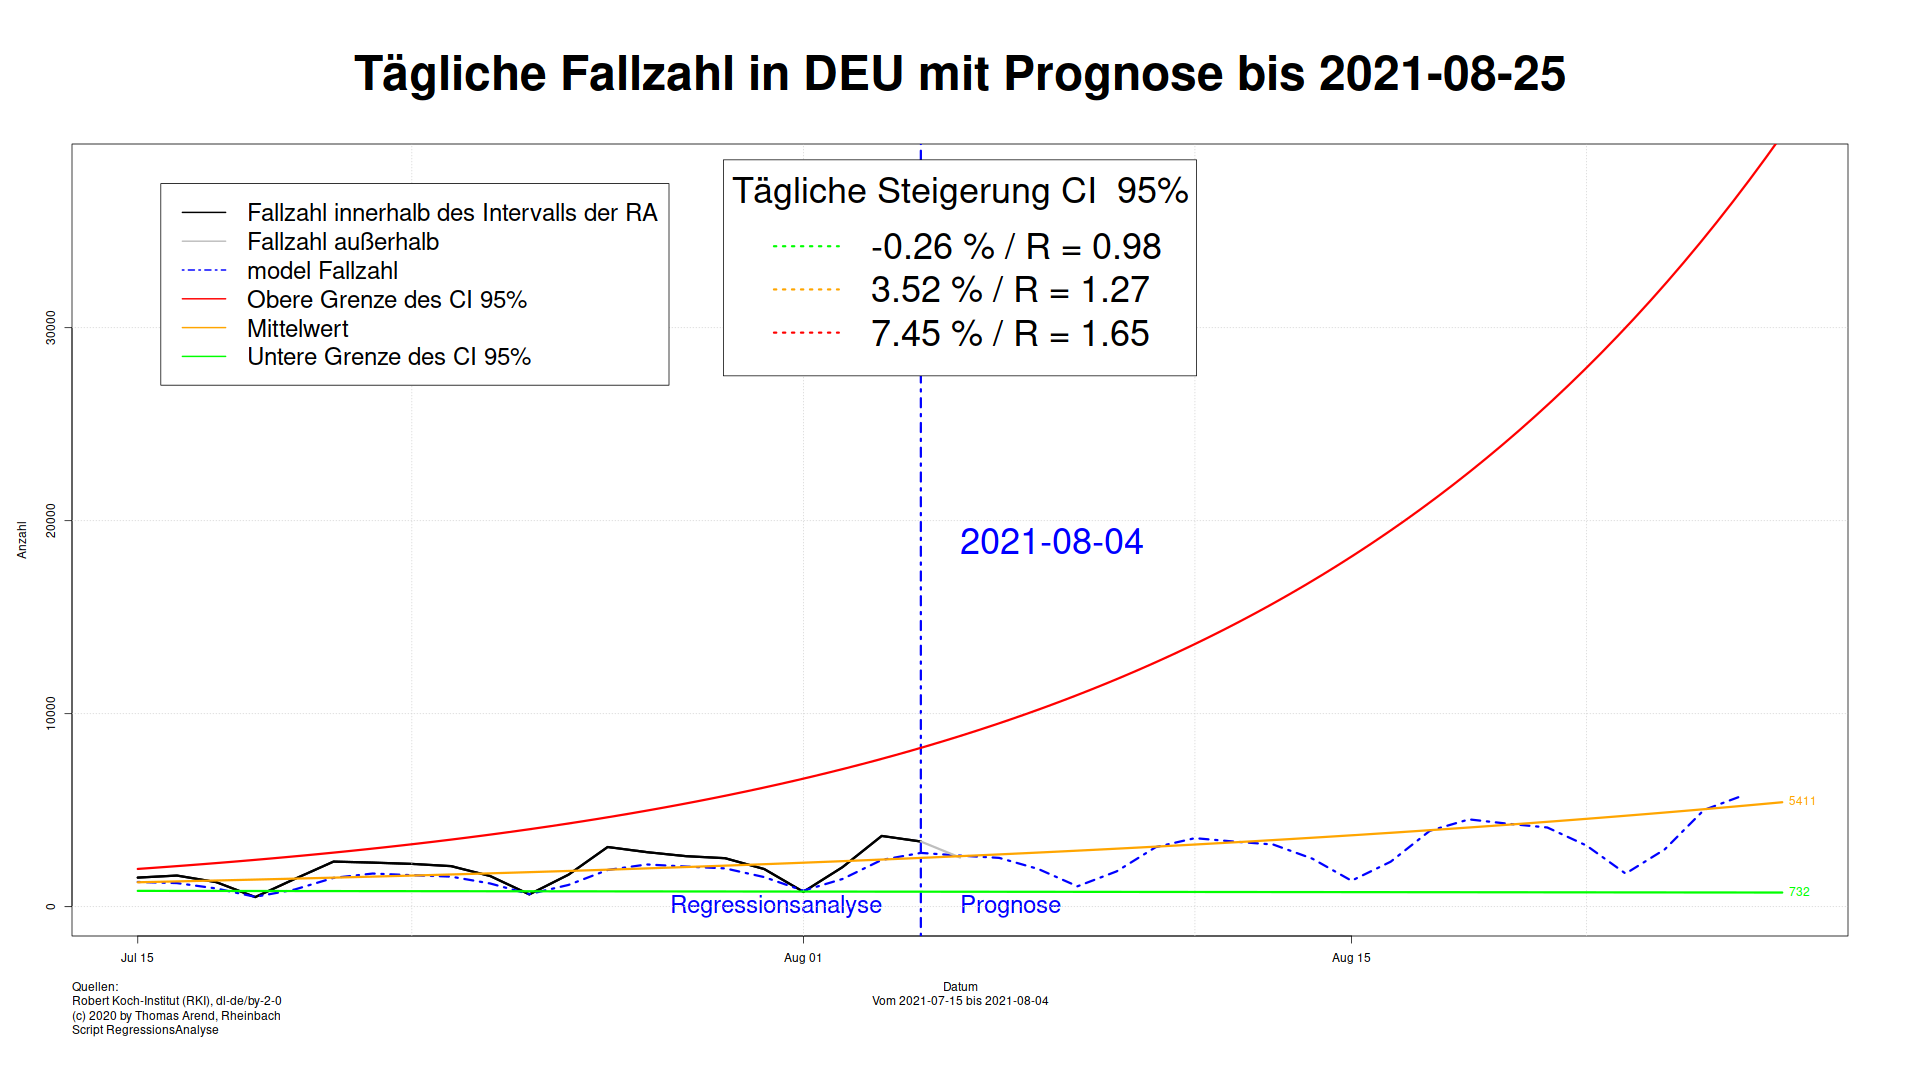 Tägliche Fallzahl in DEU mit Prognose bis 2021-08-25
Fallzahl innerhalb des Intervalls der RA
Fallzahl außerhalb
model Fallzahl
Obere Grenze des CI 95%
Mittelwert
Untere Grenze des CI 95%
Tägliche Steigerung CI  95%
-0.26 % / R = 0.98
3.52 % / R = 1.27
7.45 % / R = 1.65
30000
20000
10000
0
Anzahl
2021-08-04
5411
732
Regressionsanalyse
Prognose
Jul 15
Aug 01
Aug 15
Quellen:
Robert Koch-Institut (RKI), dl-de/by-2-0
(c) 2020 by Thomas Arend, Rheinbach
Script RegressionsAnalyse
Datum
Vom 2021-07-15 bis 2021-08-04